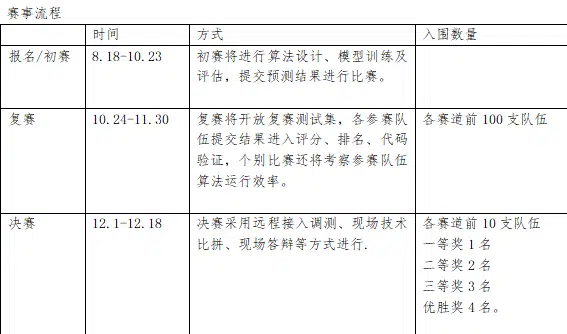 赛事流程
时间
方式
入围数量
报名/初赛
8.18-10.23
初赛将进行算法设计、模型训练及
评估，提交预测结果进行比赛。
复赛
10.24-11.30
复赛将开放复赛测试集，各参赛队
伍提交结果进入评分、排名、代码
验证，个别比赛还将考察参赛队伍
算法运行效率。
各赛道前 100 支队伍
决赛
12.1-12.18
决赛采用远程接入调测、现场技术
比拼、现场答辩等方式进行.
各赛道前 10 支队伍
一等奖 1 名
二等奖 2 名
三等奖 3 名
优胜奖 4 名。